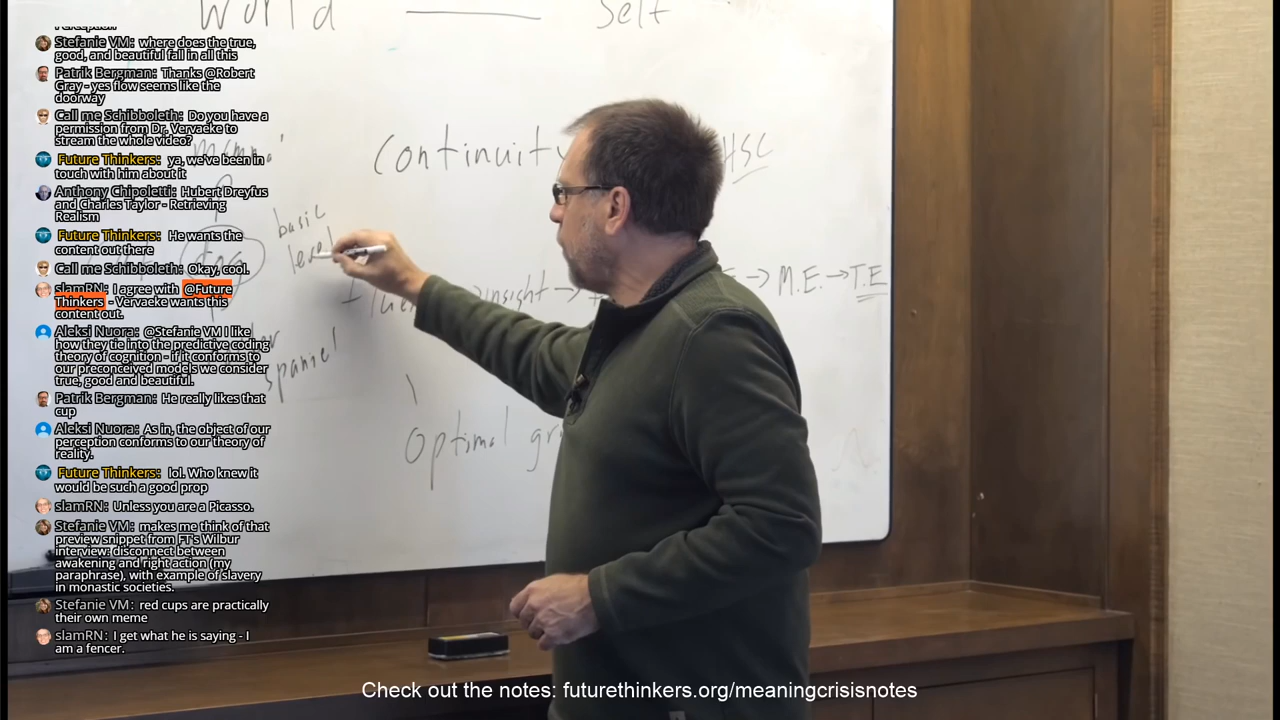 World ——— Self
Perception
Stefanie VM: where does the true,
good, and beautiful fall in all this
Patrik Bergman: Thanks @Robert
Gray - yes flow seems like the
doorway
Call me Schibboleth: Do you have a
permission from Dr. Vervaeke to
stream the whole video?
Future Thinkers: ya, we've been in
touch with him about it
Anthony Chipoletti: Hubert Dreyfus
and Charles Taylor - Retrieving
Realism
Future Thinkers: He wants the
content out there
Call me Schibboleth: Okay, cool.
slamRN: I agree with @Future
Thinkers - Vervaeke wants this
content out.
Aleksi Nuora: @Stefanie VM I like
how they tie into the predictive coding
theory of cognition - if it conforms to
our preconceived models we consider
true, good and beautiful.
Patrik Bergman: He really likes that
cup
Aleksi Nuora: As in, the object of our
perception conforms to our theory of
reality.
Future Thinkers: lol. Who knew it
would be such a good prop
slamRN: Unless you are a Picasso.
Stefanie VM: makes me think of that
preview snippet from FT's Wilbur
interview: disconnect between
awakening and right action (my
paraphrase), with example of slavery
in monastic societies.
Stefanie VM: red cups are practically
their own meme
slamRN: I get what he is saying - I
am a fencer.
Continuity
HSC
basic
level
dog
insight →
→ M.E. → T.E
spaniel
Optimal
Check out the notes: futurethinkers.org/meaningcrisisnotes